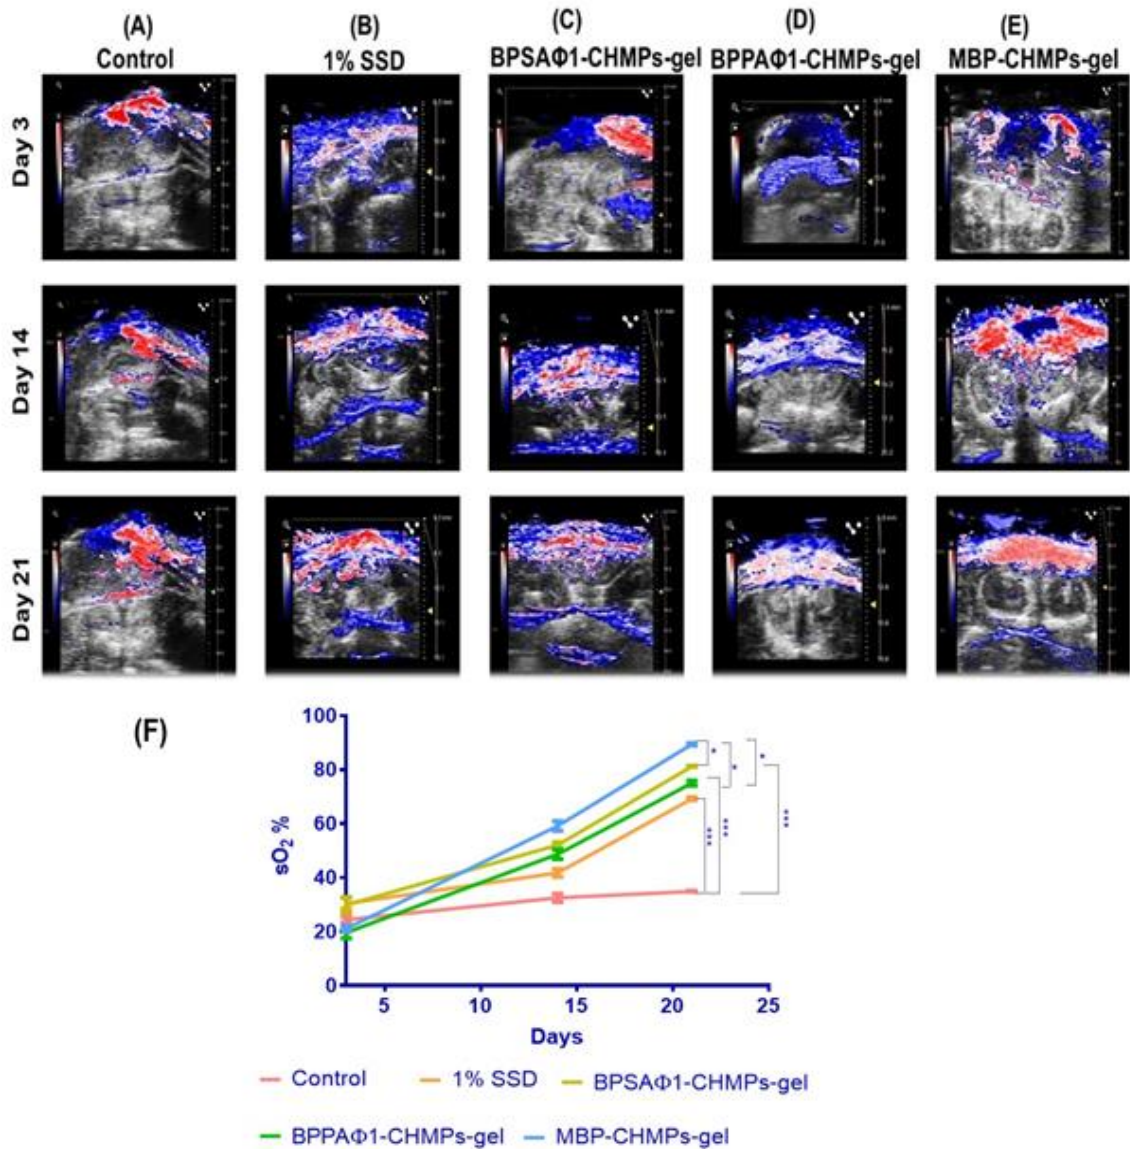 (A) (B) (C) (D) (E)
Control 1% SSD BPSAΦ1-CHMPs-gel BPPAΦ1-CHMPs-gel MBP-CHMPs-gel
Day 3
Day 14
Day 21
(F)
sO₂ %
100
80
60
40
20
0
5 10 15 20 25
Days
* * *
*** *** ***
Control 1% SSD BPSAΦ1-CHMPs-gel
BPPAΦ1-CHMPs-gel MBP-CHMPs-gel